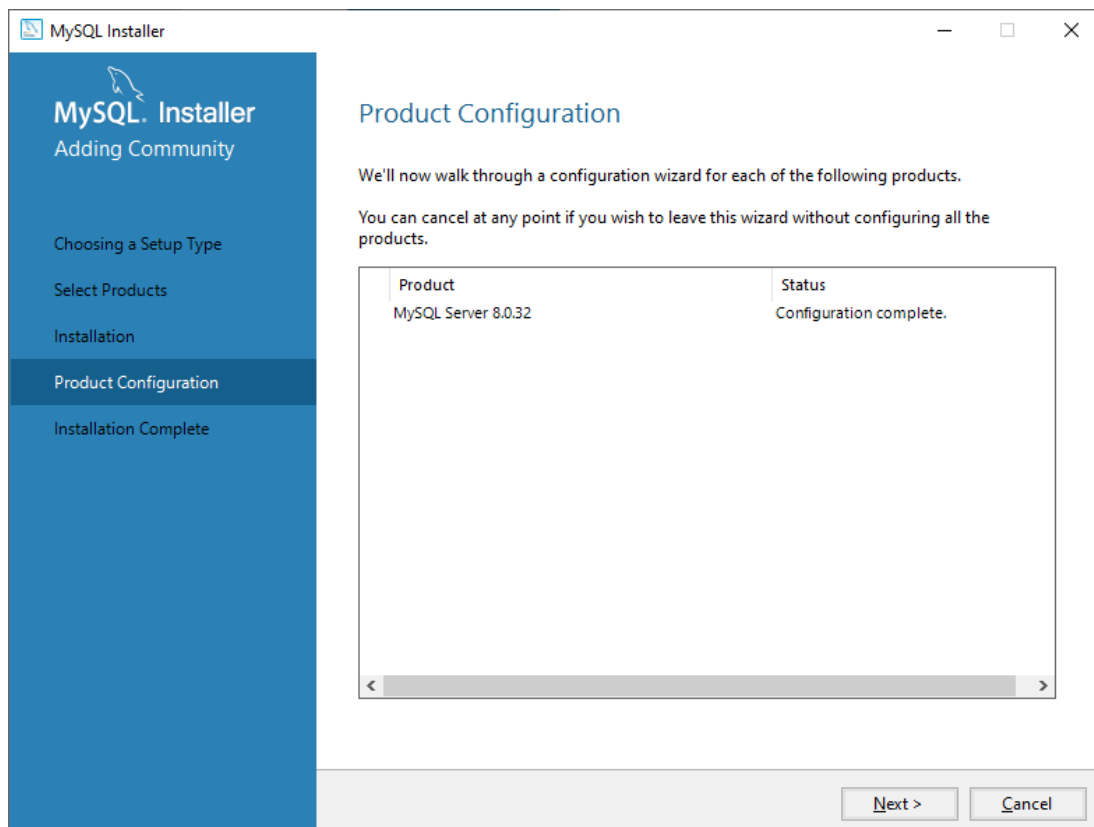 MySQL Installer
MySQL. Installer
Adding Community
Choosing a Setup Type
Select Products
Installation
Product Configuration
Installation Complete
Product Configuration
We'll now walk through a configuration wizard for each of the following products.
You can cancel at any point if you wish to leave this wizard without configuring all the
products.
Product Status
MySQL Server 8.0.32 Configuration complete.
Next > Cancel